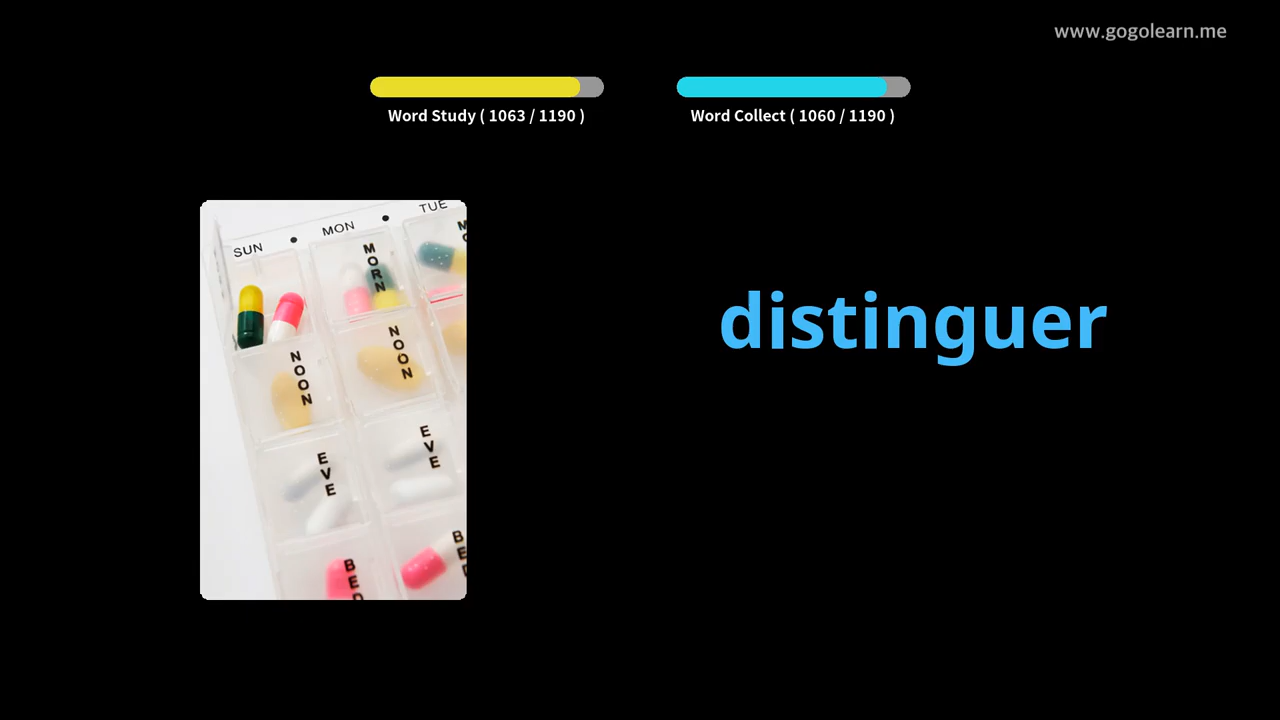 www.gogolearn.me
Word Study ( 1063 / 1190 )
Word Collect ( 1060 / 1190 )
SUN • MON • TUE
MORN
NOON
NOON
EVE
EVE
BED
distinguer